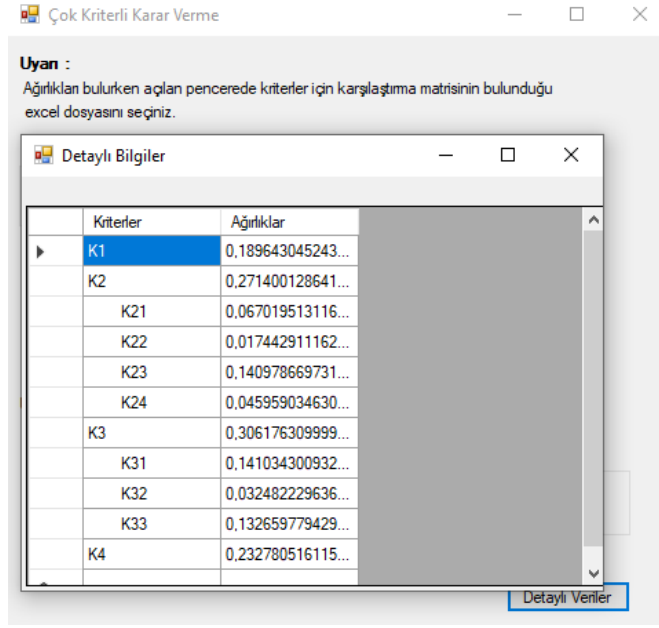 Çok Kriterli Karar Verme
Uyarı :
Ağırlıkları bulurken açılan pencerede kriterler için karşılaştırma matrisinin bulunduğu
excel dosyasını seçiniz.
Detaylı Bilgiler
Kriterler Ağırlıklar
K1 0,189643045243...
K2 0,271400128641...
K21 0,067019513116...
K22 0,017442911162...
K23 0,140978669731...
K24 0,045959034630...
K3 0,306176309999...
K31 0,141034300932...
K32 0,032482229636...
K33 0,132659779429...
K4 0,232780516115...
Detaylı Veriler